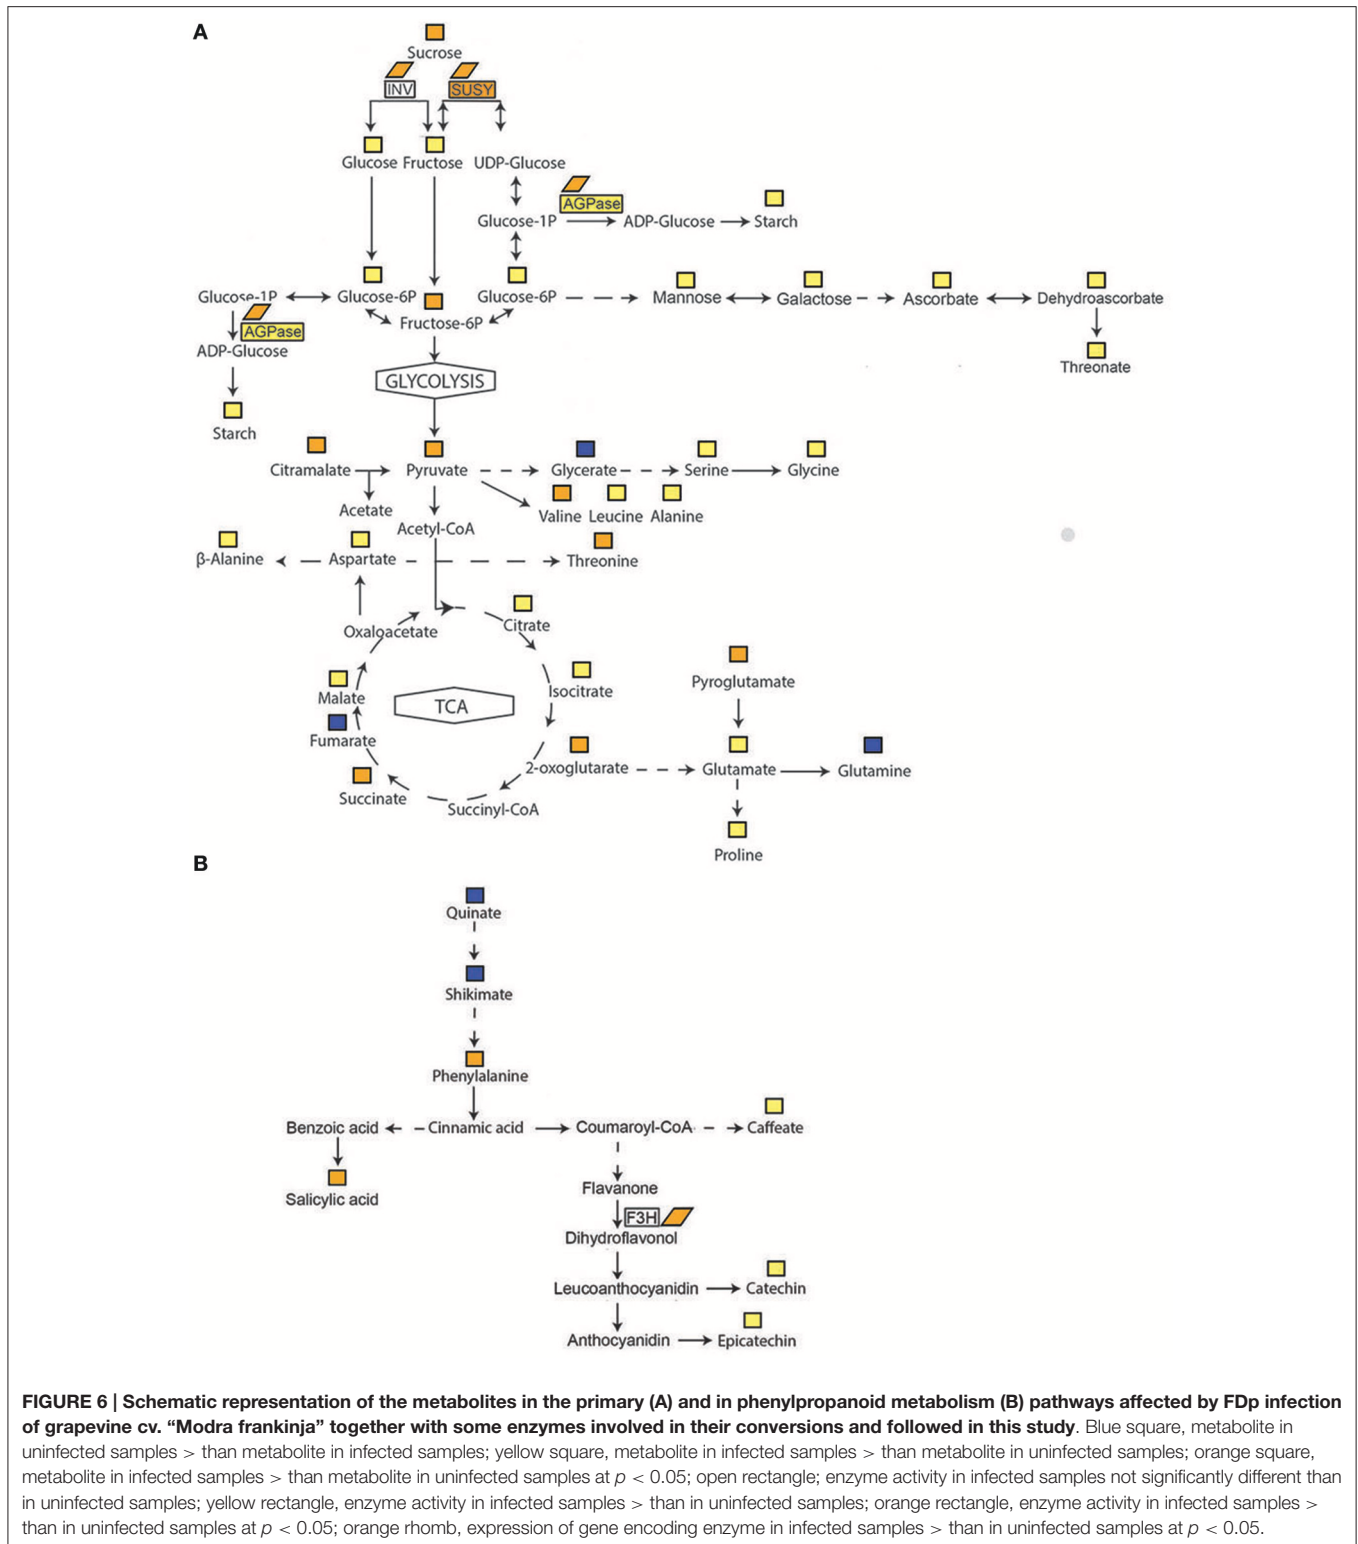 A
Sucrose
INV SUSY
Glucose Fructose UDP-Glucose
AGPase
Glucose-1P ADP-Glucose Starch
Glucose-1P Glucose-6P Glucose-6P Mannose Galactose Ascorbate Dehydroascorbate
Fructose-6P
AGPase
ADP-Glucose
Threonate
GLYCOLYSIS
Starch
Citramalate Pyruvate Glycerate Serine Glycine
Acetate
Valine Leucine Alanine
Acetyl-CoA
β-Alanine Aspartate Threonine
Oxaloacetate
Citrate
Pyroglutamate
Isocitrate
Malate
TCA
Fumarate
2-oxoglutarate Glutamate Glutamine
Succinate
Succinyl-CoA
Proline
B
Quinate
Shikimate
Phenylalanine
Benzoic acid Cinnamic acid Coumaroyl-CoA Caffeate
Salicylic acid
Flavanone
F3H
Dihydroflavonol
Leucoanthocyanidin Catechin
Anthocyanidin Epicatechin
FIGURE 6 | Schematic representation of the metabolites in the primary (A) and in phenylpropanoid metabolism (B) pathways affected by FDp infection
of grapevine cv. “Modra frankinja” together with some enzymes involved in their conversions and followed in this study. Blue square, metabolite in
uninfected samples > than metabolite in infected samples; yellow square, metabolite in infected samples > than metabolite in uninfected samples; orange square,
metabolite in infected samples > than metabolite in uninfected samples at p < 0.05; open rectangle; enzyme activity in infected samples not significantly different than
in uninfected samples; yellow rectangle, enzyme activity in infected samples > than in uninfected samples; orange rectangle, enzyme activity in infected samples >
than in uninfected samples at p < 0.05; orange rhomb, expression of gene encoding enzyme in infected samples > than in uninfected samples at p < 0.05.